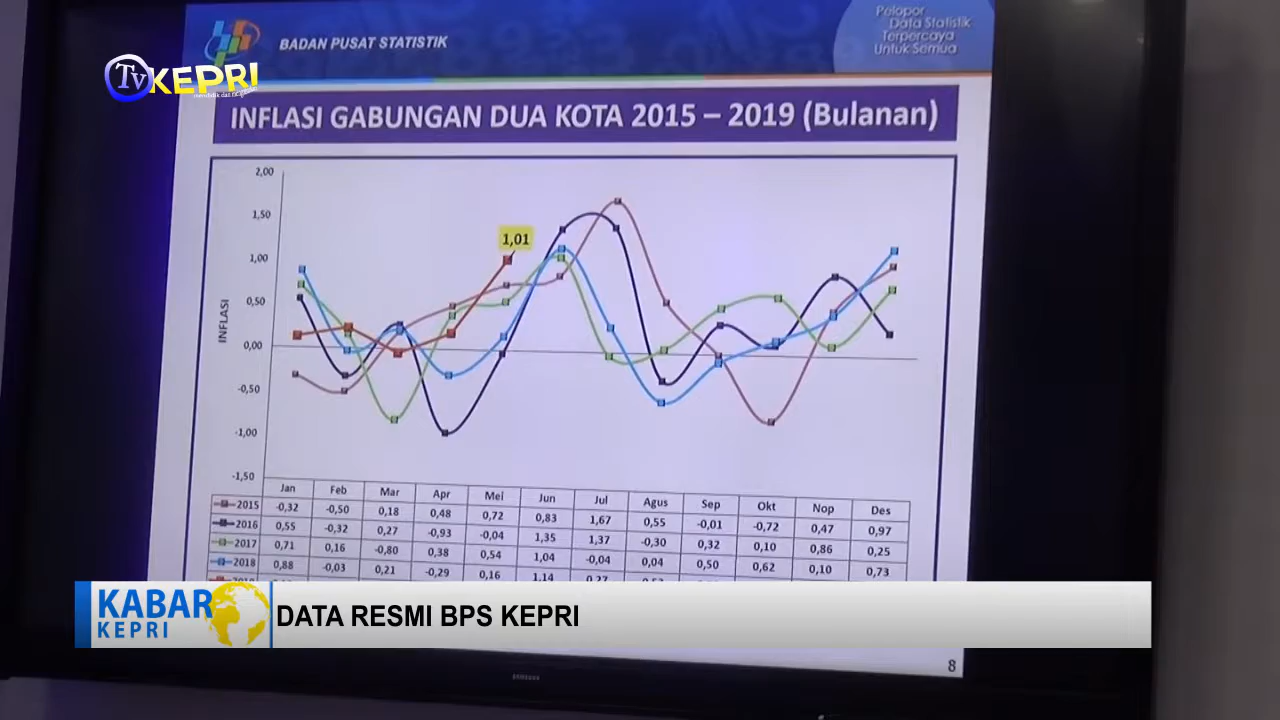 Pelopor
Data Statistik
Terpercaya
Untuk Semua
BADAN PUSAT STATISTIK
Tv KEPRI
INFLASI GABUNGAN DUA KOTA 2015 – 2019 (Bulanan)
2,00
1,50
1,01
1,00
0,50
0,00
-0,50
-1,00
-1,50
INFLASI
Jan Feb Mar Apr Mei Jun Jul Agus Sep Okt Nop Des
2015 -0,32 -0,50 0,18 0,48 0,72 0,83 1,67 0,55 -0,01 -0,72 0,47 0,97
2016 0,55 -0,32 0,27 -0,93 -0,04 1,35 1,37 -0,30 0,32 0,10 0,86 0,25
2017 0,71 0,16 -0,80 0,38 0,54 1,04 -0,04 0,04 0,50 0,62 0,10 0,73
2018 0,88 -0,03 0,21 -0,29 0,16 1,14 0,27
KABAR
KEPRI
DATA RESMI BPS KEPRI
8
SAMSUNG